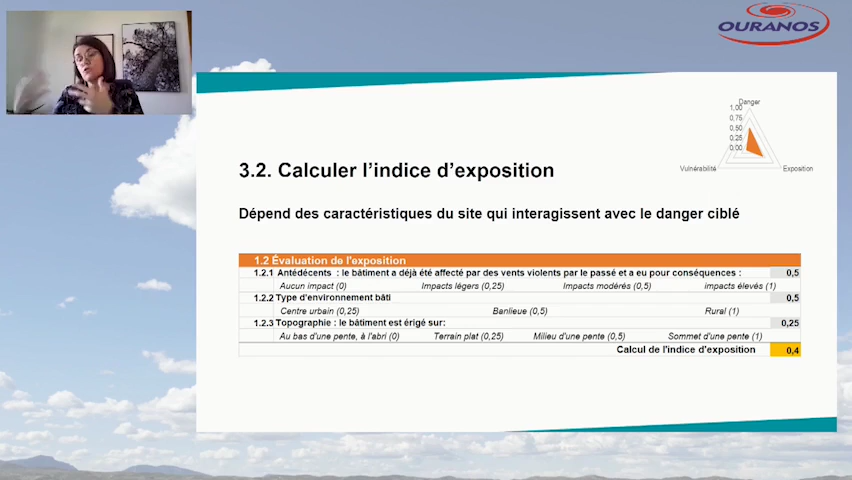 OURANOS
Danger
1,00
0,75
0,50
0,25
0,00
Vulnérabilité
Exposition
3.2. Calculer l'indice d'exposition
Dépend des caractéristiques du site qui interagissent avec le danger ciblé
1.2 Évaluation de l'exposition
1.2.1 Antédécents : le bâtiment a déjà été affecté par des vents violents par le passé et a eu pour conséquences : 0,5
Aucun impact (0) Impacts légers (0,25) Impacts modérés (0,5) impacts élevés (1)
1.2.2 Type d'environnement bâti 0,5
Centre urbain (0,25) Banlieue (0,5) Rural (1)
1.2.3 Topographie : le bâtiment est érigé sur: 0,25
Au bas d'une pente, à l'abri (0) Terrain plat (0,25) Milieu d'une pente (0,5) Sommet d'une pente (1)
Calcul de l'indice d'exposition 0,4